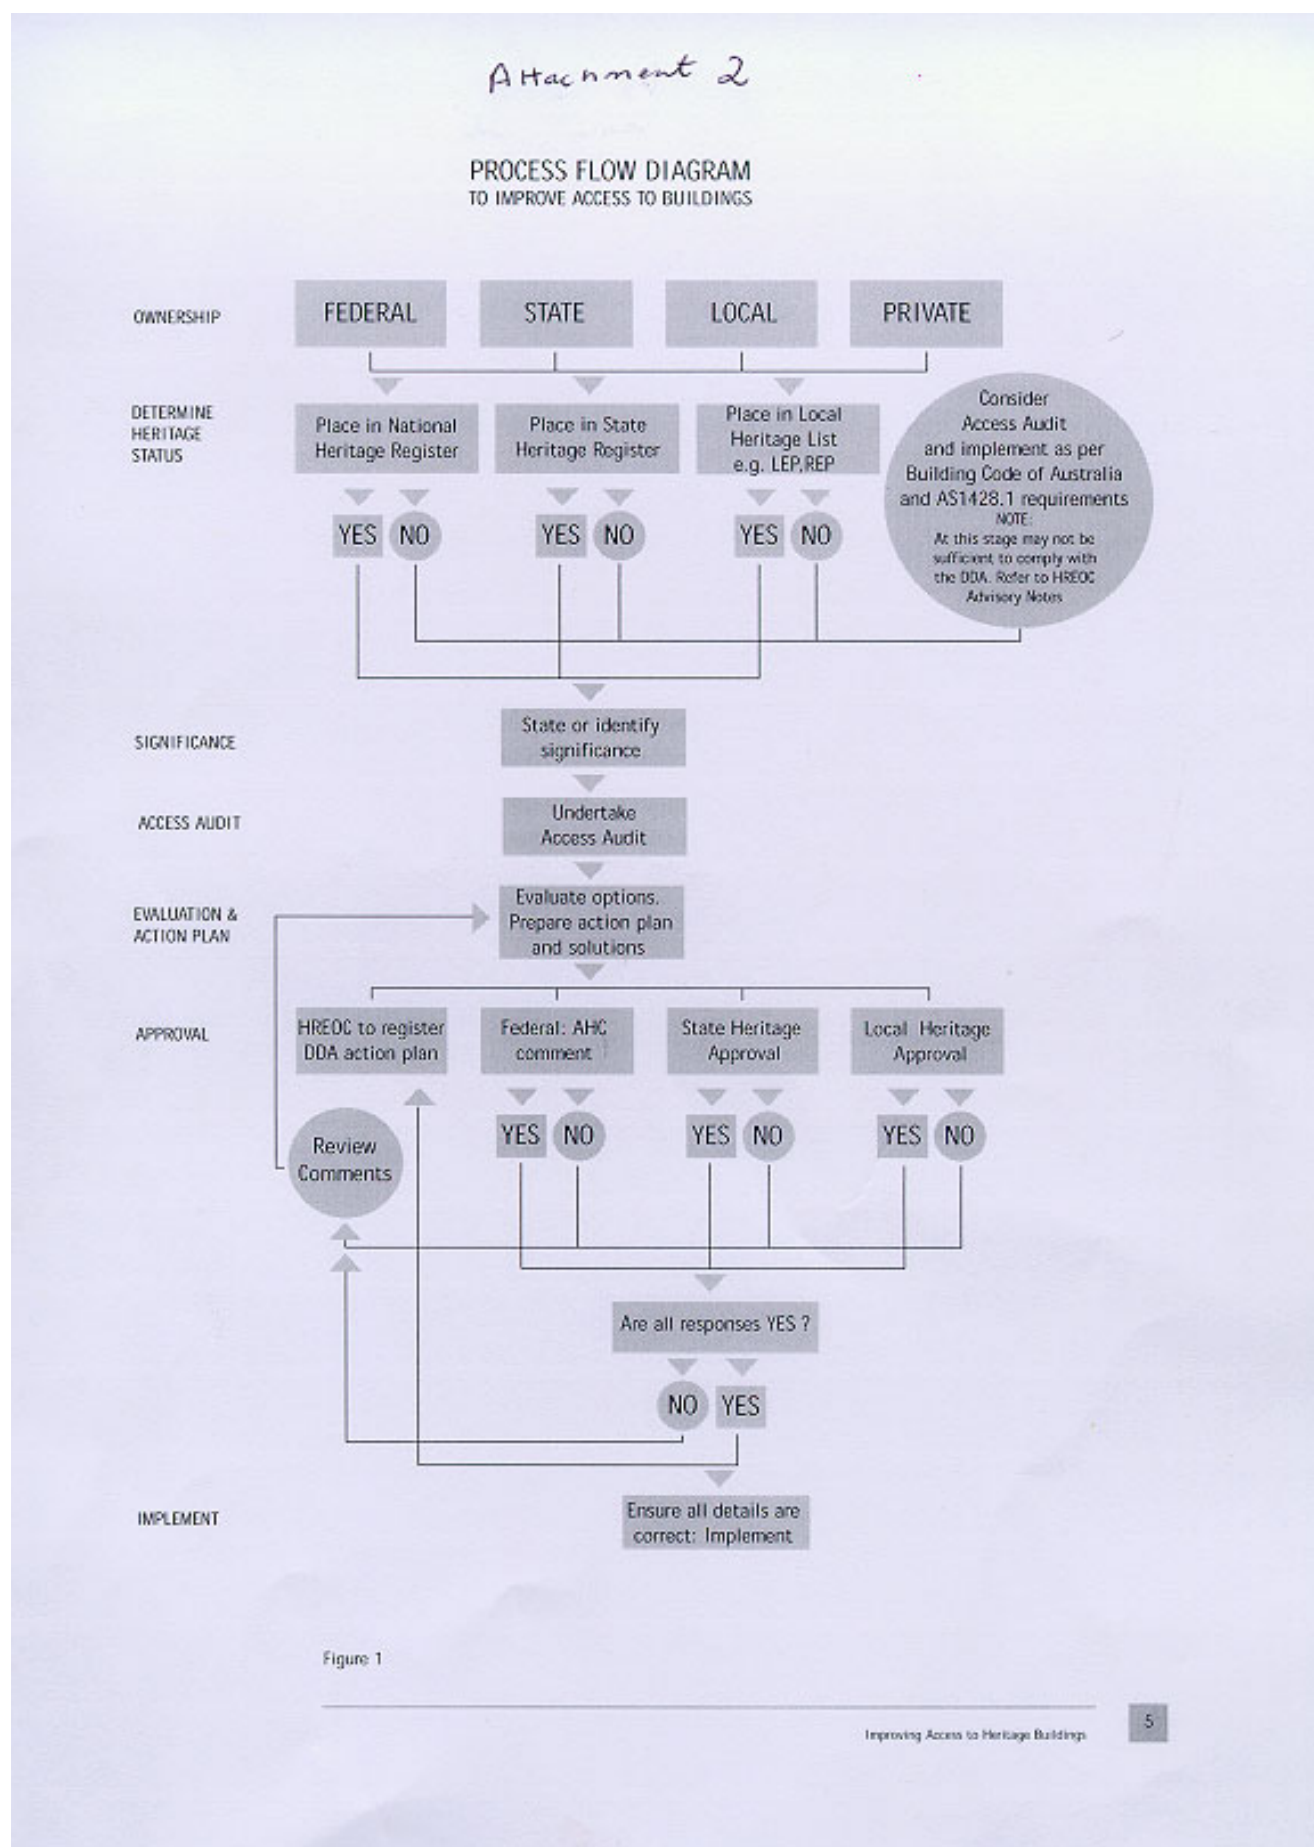 Attachment 2
PROCESS FLOW DIAGRAM
TO IMPROVE ACCESS TO BUILDINGS
OWNERSHIP
FEDERAL
STATE
LOCAL
PRIVATE
DETERMINE
HERITAGE
STATUS
Place in National
Heritage Register
Place in State
Heritage Register
Place in Local
Heritage List
e.g. LEP,REP
Consider
Access Audit
and implement as per
Building Code of Australia
and AS1428.1 requirements
NOTE:
At this stage may not be
sufficient to comply with
the DDA. Refer to HREOC
Advisory Notes
YES
NO
YES
NO
YES
NO
SIGNIFICANCE
State or identify
significance
ACCESS AUDIT
Undertake
Access Audit
EVALUATION &
ACTION PLAN
Evaluate options.
Prepare action plan
and solutions
APPROVAL
HREOC to register
DDA action plan
Federal: AHC
comment
State Heritage
Approval
Local Heritage
Approval
YES
NO
YES
NO
YES
NO
Review
Comments
Are all responses YES ?
NO
YES
IMPLEMENT
Ensure all details are
correct: Implement
Figure 1
Improving Access to Heritage Buildings
5